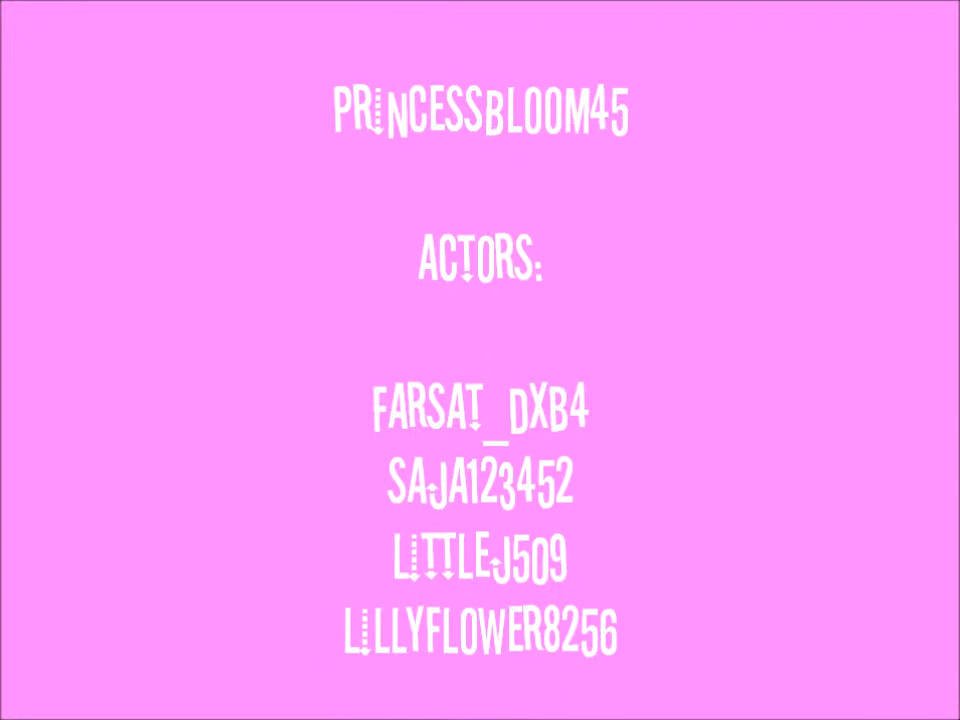 PRINCESSBLOOM45
ACTORS:
FARSAT_DXB4
SAJA123452
LITTLEJ509
LILLYFLOWER8256